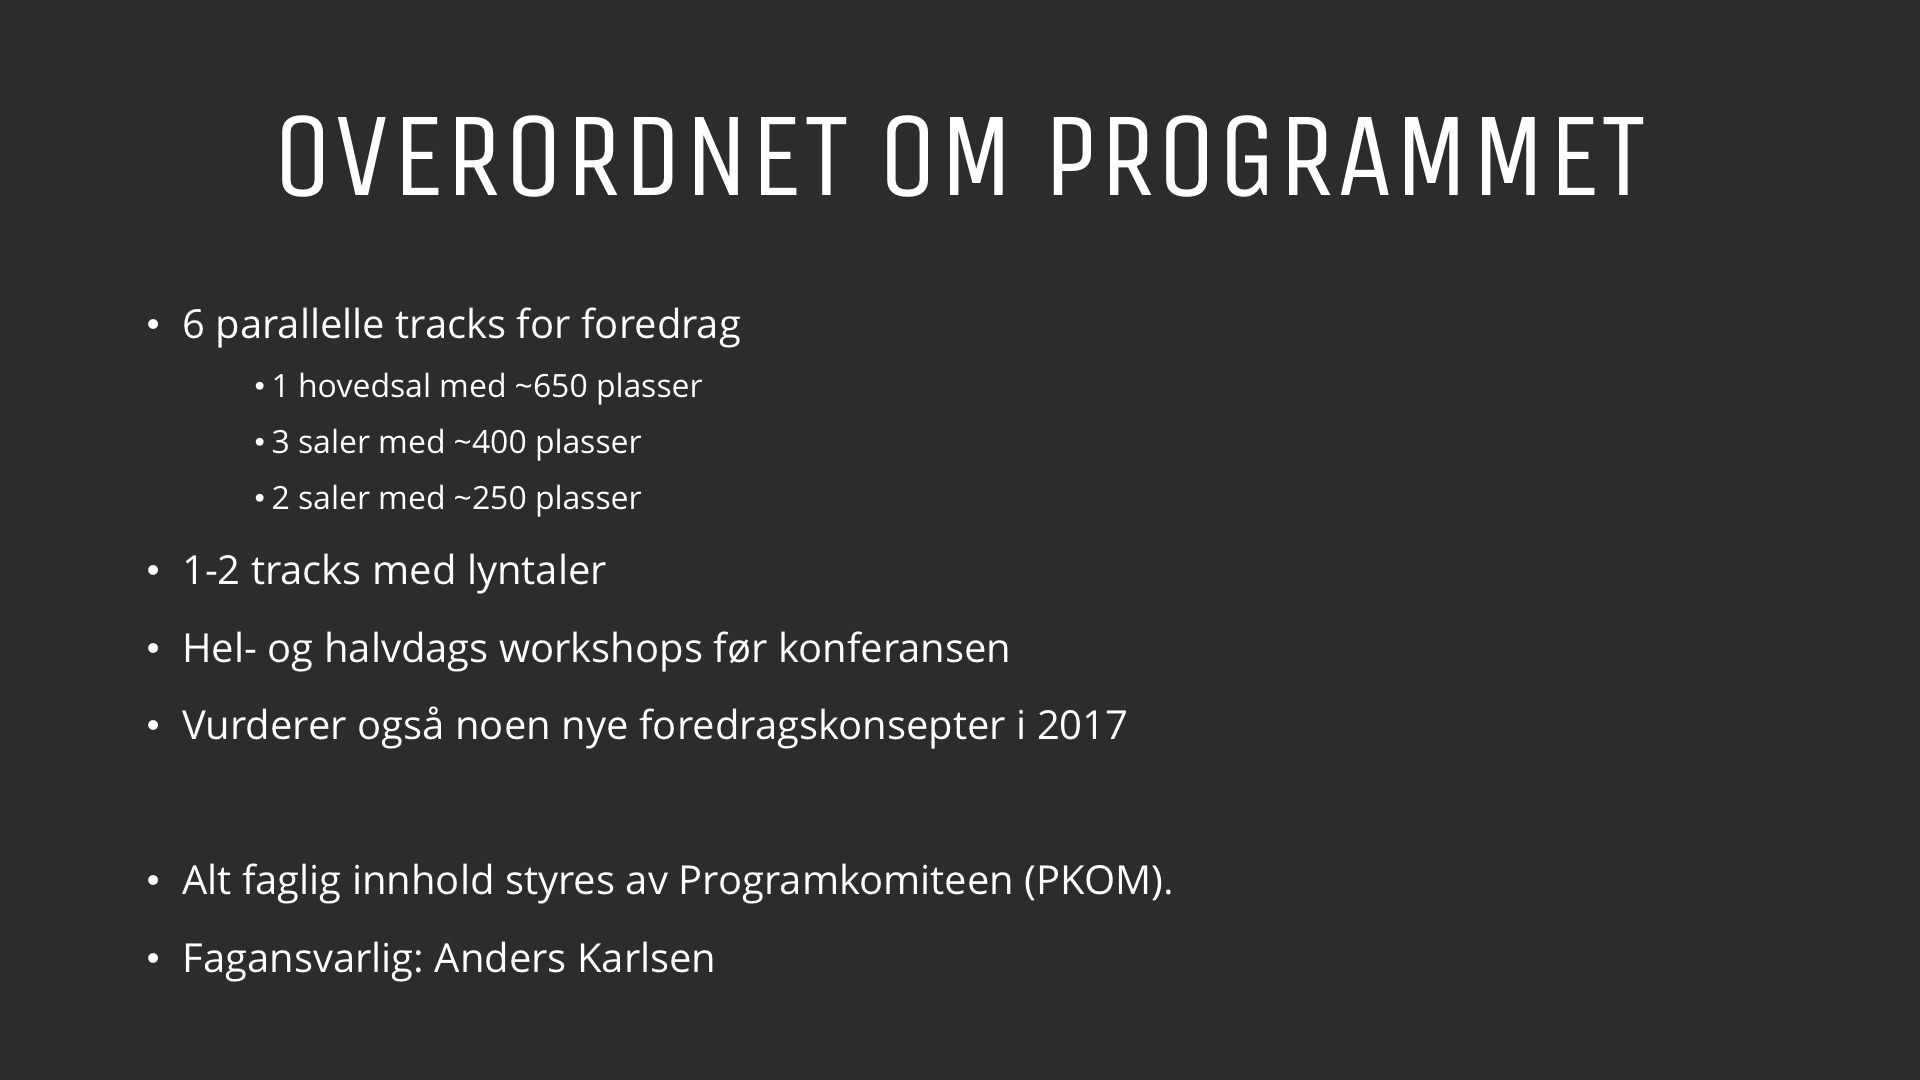 OVERORDNET OM PROGRAMMET
• 6 parallelle tracks for foredrag
• 1 hovedsal med ~650 plasser
• 3 saler med ~400 plasser
• 2 saler med ~250 plasser
• 1-2 tracks med lyntaler
• Hel- og halvdags workshops før konferansen
• Vurderer også noen nye foredragskonsepter i 2017
• Alt faglig innhold styres av Programkomiteen (PKOM).
• Fagansvarlig: Anders Karlsen